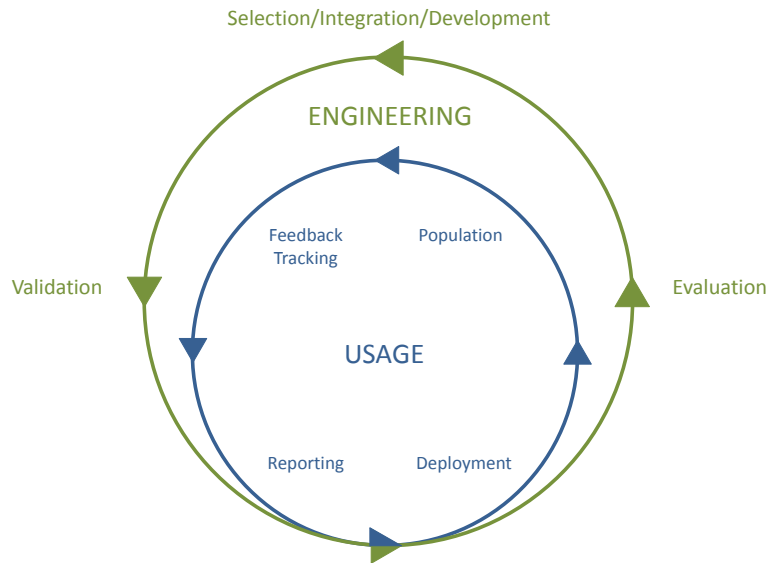 Selection/Integration/Development
ENGINEERING
Feedback
Tracking
Population
Validation
Evaluation
USAGE
Reporting
Deployment